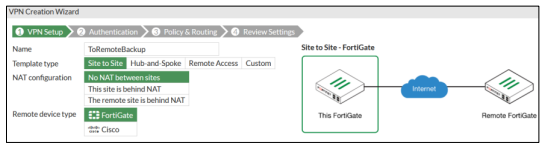 VPN Creation Wizard
1 VPN Setup 2 Authentication 3 Policy & Routing 4 Review Settings
Name ToRemoteBackup
Template type Site to Site Hub-and-Spoke Remote Access Custom
NAT configuration No NAT between sites
This site is behind NAT
The remote site is behind NAT
Remote device type FortiGate
Cisco
Site to Site - FortiGate
Internet
This FortiGate Remote FortiGate